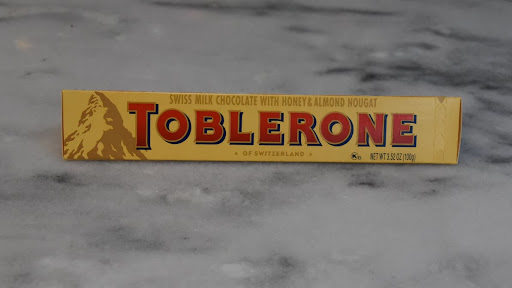 SWISS MILK CHOCOLATE WITH HONEY & ALMOND NOUGAT
TOBLERONE
OF SWITZERLAND
NET WT 3.52 OZ (100g)